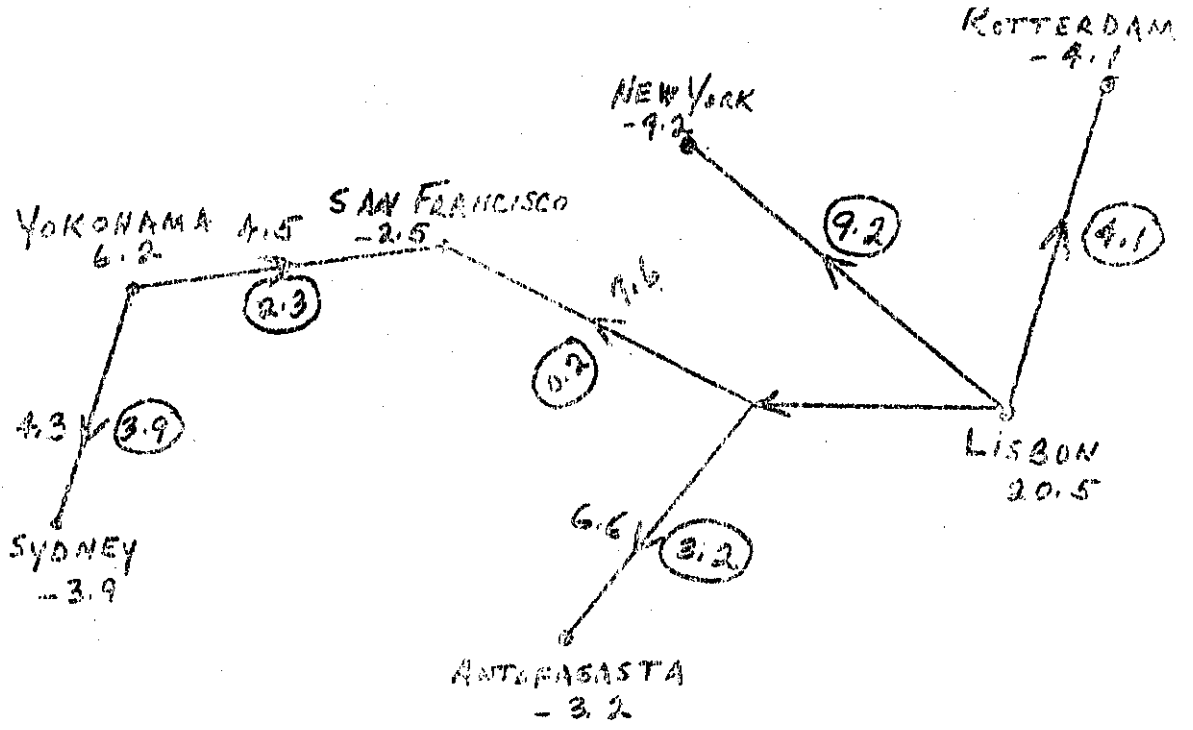 ROTTERDAM
-4.1
NEW YORK
-9.2
SAN FRANCISCO
-2.5
YOKOHAMA
6.2
4.5
2.3
9.2
4.1
0.2
4.3
3.9
LISBON
20.5
6.6
3.2
SYDNEY
-3.9
ANTOFAGASTA
-3.2